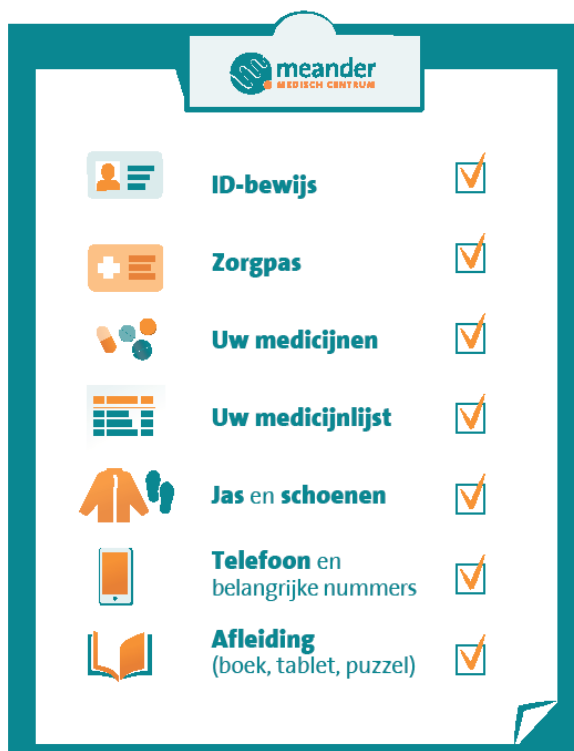 meander
MEDISCH CENTRUM
ID-bewijs
Zorgpas
Uw medicijnen
Uw medicijnlijst
Jas en schoenen
Telefoon en
belangrijke nummers
Afleiding
(boek, tablet, puzzel)